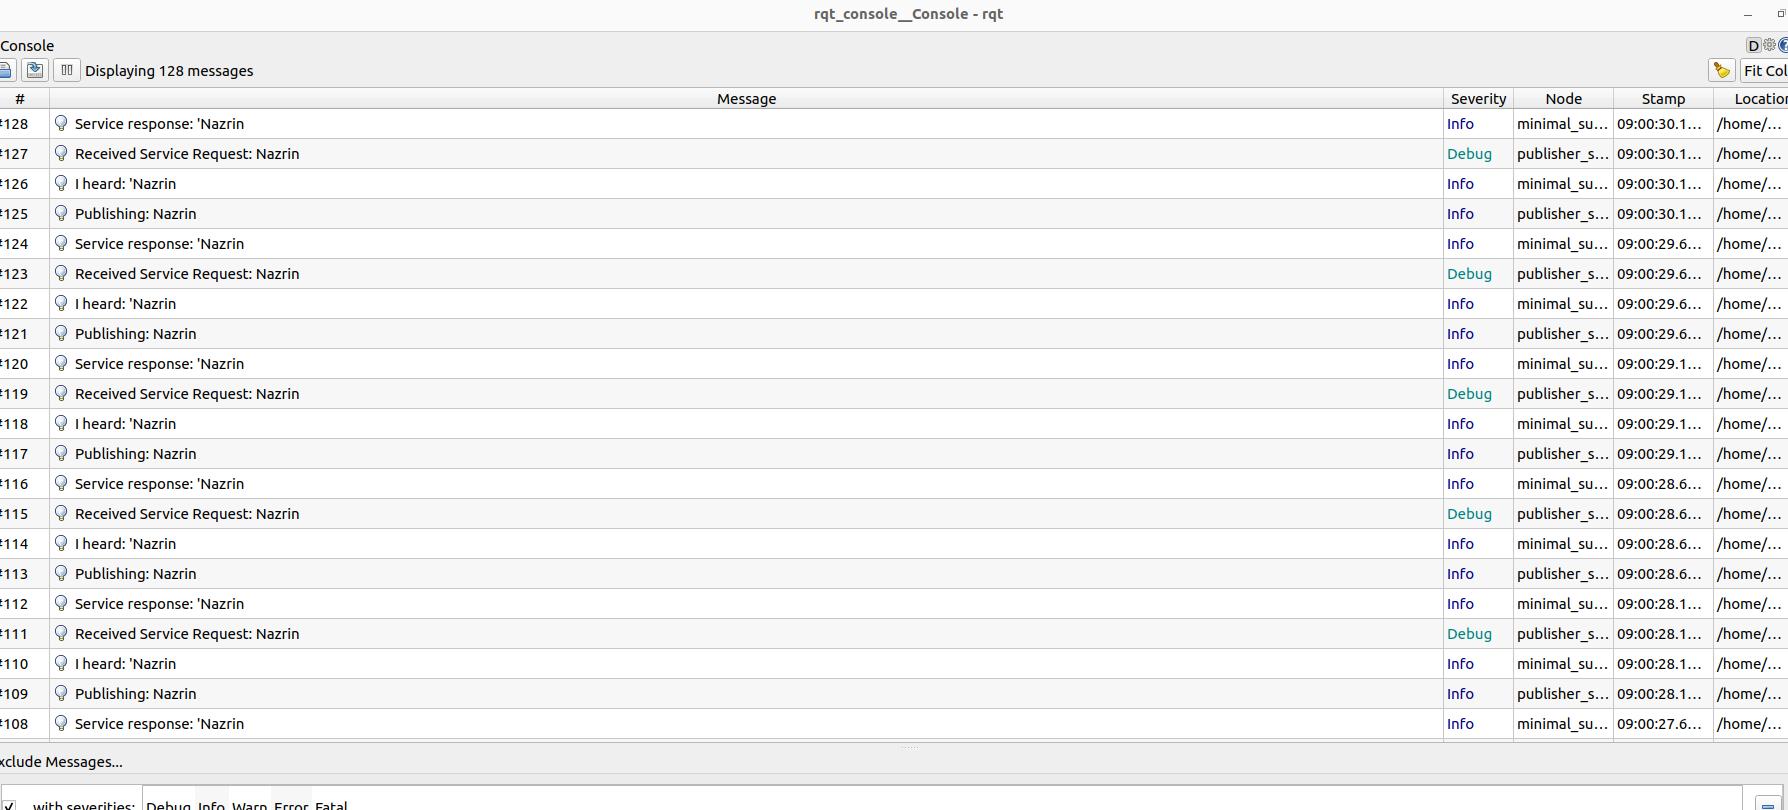 rqt_console__Console - rqt
Console
D
Displaying 128 messages
Fit Col
# Message Severity Node Stamp Location
#128 Service response: 'Nazrin Info minimal_su... 09:00:30.1... /home/...
#127 Received Service Request: Nazrin Debug publisher_s... 09:00:30.1... /home/...
#126 I heard: 'Nazrin Info minimal_su... 09:00:30.1... /home/...
#125 Publishing: Nazrin Info publisher_s... 09:00:30.1... /home/...
#124 Service response: 'Nazrin Info minimal_su... 09:00:29.6... /home/...
#123 Received Service Request: Nazrin Debug publisher_s... 09:00:29.6... /home/...
#122 I heard: 'Nazrin Info minimal_su... 09:00:29.6... /home/...
#121 Publishing: Nazrin Info publisher_s... 09:00:29.6... /home/...
#120 Service response: 'Nazrin Info minimal_su... 09:00:29.1... /home/...
#119 Received Service Request: Nazrin Debug publisher_s... 09:00:29.1... /home/...
#118 I heard: 'Nazrin Info minimal_su... 09:00:29.1... /home/...
#117 Publishing: Nazrin Info publisher_s... 09:00:29.1... /home/...
#116 Service response: 'Nazrin Info minimal_su... 09:00:28.6... /home/...
#115 Received Service Request: Nazrin Debug publisher_s... 09:00:28.6... /home/...
#114 I heard: 'Nazrin Info minimal_su... 09:00:28.6... /home/...
#113 Publishing: Nazrin Info publisher_s... 09:00:28.6... /home/...
#112 Service response: 'Nazrin Info minimal_su... 09:00:28.1... /home/...
#111 Received Service Request: Nazrin Debug publisher_s... 09:00:28.1... /home/...
#110 I heard: 'Nazrin Info minimal_su... 09:00:28.1... /home/...
#109 Publishing: Nazrin Info publisher_s... 09:00:28.1... /home/...
#108 Service response: 'Nazrin Info minimal_su... 09:00:27.6... /home/...
xclude Messages...
...with severities: Debug Info Warn Error Fatal